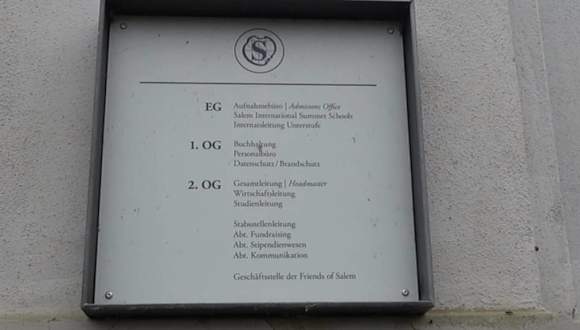 S
EG Aufnahmebüro | Admissions Office
Salem International Summer Schools
Internatsleitung Unterstufe
1. OG Buchhaltung
Personalbüro
Datenschutz / Brandschutz
2. OG Gesamtleitung | Headmaster
Wirtschaftsleitung
Studienleitung
Stabsstellenleitung
Abt. Fundraising
Abt. Stipendienwesen
Abt. Kommunikation
Geschäftsstelle der Friends of Salem